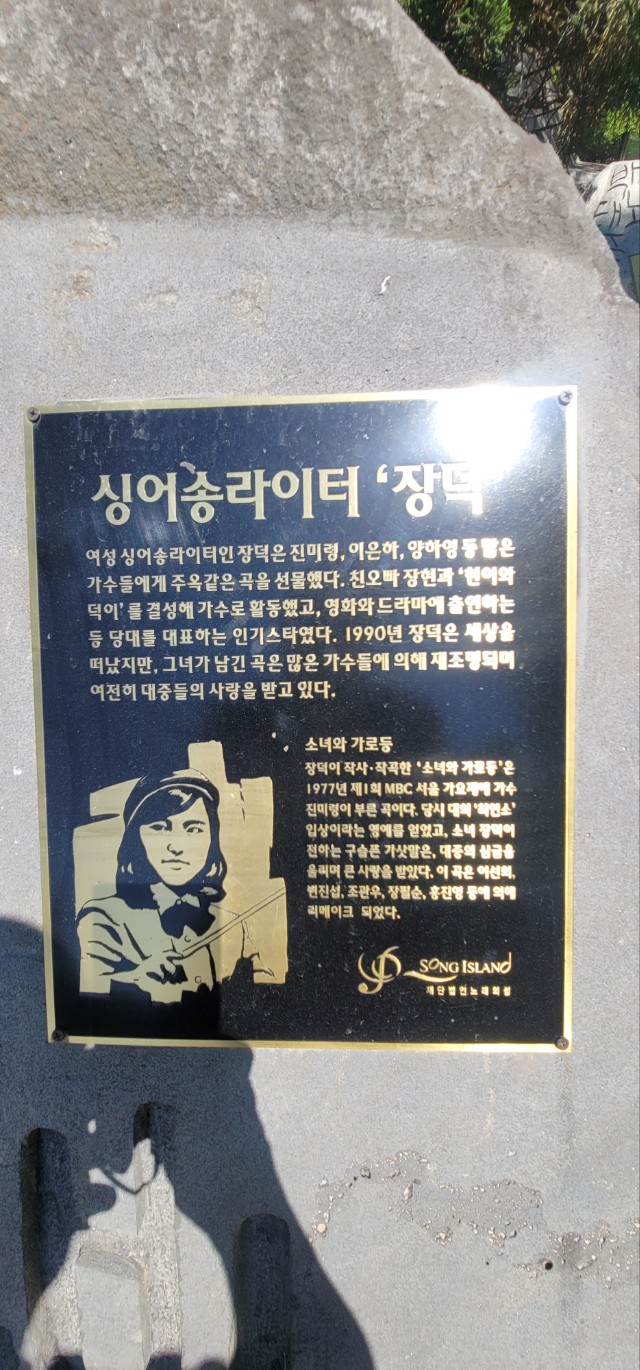 싱어송라이터 ‘장덕’
여성 싱어송라이터인 장덕은 진미령, 이은하, 양하영 등 많은
가수들에게 주옥같은 곡을 선물했다. 친오빠 장현과 ‘현이와
덕이’를 결성해 가수로 활동했고, 영화와 드라마에 출연하는
등 당대를 대표하는 인기스타였다. 1990년 장덕은 세상을
떠났지만, 그녀가 남긴 곡은 많은 가수들에 의해 재조명되며
여전히 대중들의 사랑을 받고 있다.
소녀와 가로등
장덕이 작사·작곡한 ‘소녀와 가로등’은
1977년 제1회 MBC 서울 가요제에 가수
진미령이 부른 곡이다. 당시 대회 ‘최연소’
입상이라는 영예를 얻었고, 소녀 장덕이
전하는 구슬픈 가삿말은, 대중의 심금을
울리며 큰 사랑을 받았다. 이 곡은 이선희,
변진섭, 조관우, 장필순, 홍진영 등에 의해
리메이크 되었다.
SONG ISLAND
재단법인노래의섬